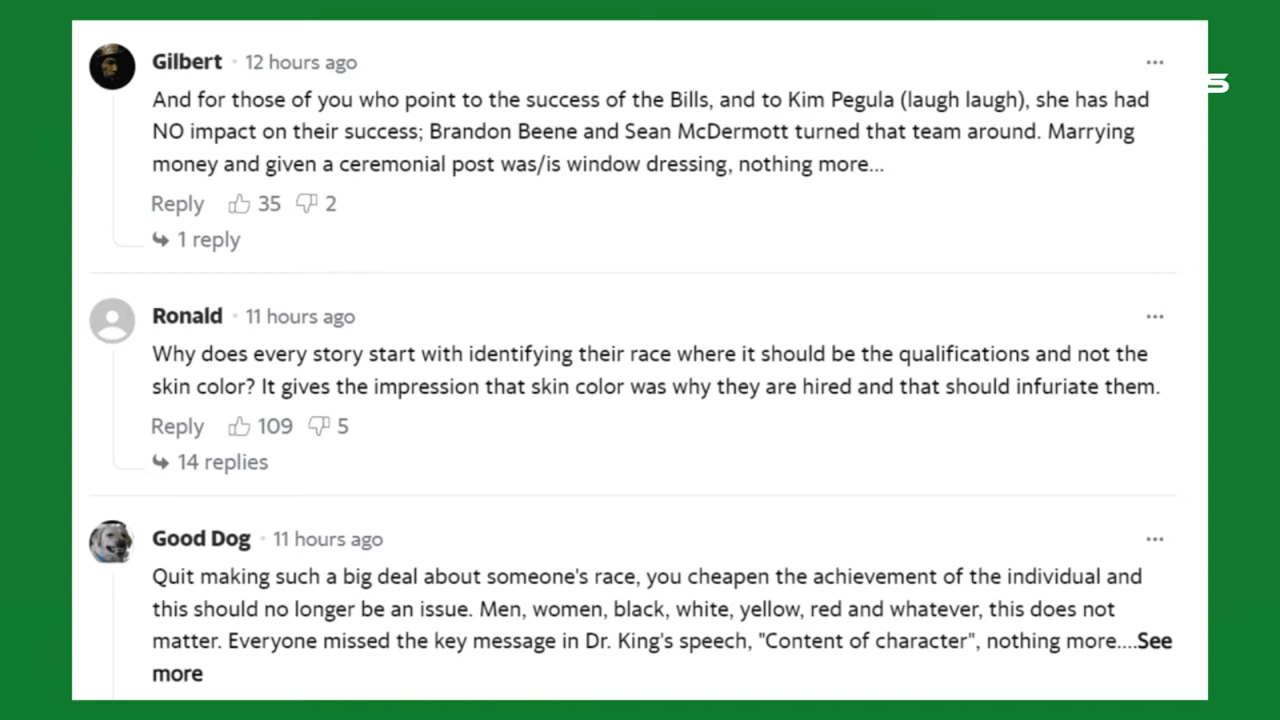 Gilbert · 12 hours ago
And for those of you who point to the success of the Bills, and to Kim Pegula (laugh laugh), she has had
NO impact on their success; Brandon Beene and Sean McDermott turned that team around. Marrying
money and given a ceremonial post was/is window dressing, nothing more...
Reply 35 2
1 reply
Ronald · 11 hours ago
Why does every story start with identifying their race where it should be the qualifications and not the
skin color? It gives the impression that skin color was why they are hired and that should infuriate them.
Reply 109 5
14 replies
Good Dog · 11 hours ago
Quit making such a big deal about someone's race, you cheapen the achievement of the individual and
this should no longer be an issue. Men, women, black, white, yellow, red and whatever, this does not
matter. Everyone missed the key message in Dr. King's speech, "Content of character", nothing more....See
more